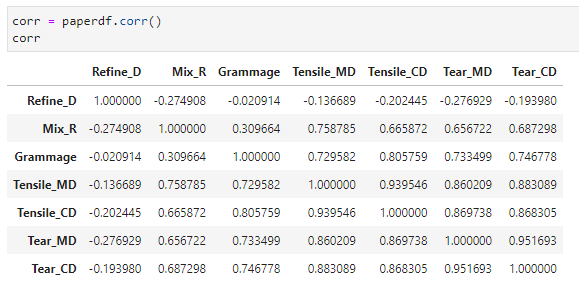 corr = paperdf.corr()
corr
Refine_D Mix_R Grammage Tensile_MD Tensile_CD Tear_MD Tear_CD
Refine_D 1.000000 -0.274908 -0.020914 -0.136689 -0.202445 -0.276929 -0.193980
Mix_R -0.274908 1.000000 0.309664 0.758785 0.665872 0.656722 0.687298
Grammage -0.020914 0.309664 1.000000 0.729582 0.805759 0.733499 0.746778
Tensile_MD -0.136689 0.758785 0.729582 1.000000 0.939546 0.860209 0.883089
Tensile_CD -0.202445 0.665872 0.805759 0.939546 1.000000 0.869738 0.868305
Tear_MD -0.276929 0.656722 0.733499 0.860209 0.869738 1.000000 0.951693
Tear_CD -0.193980 0.687298 0.746778 0.883089 0.868305 0.951693 1.000000